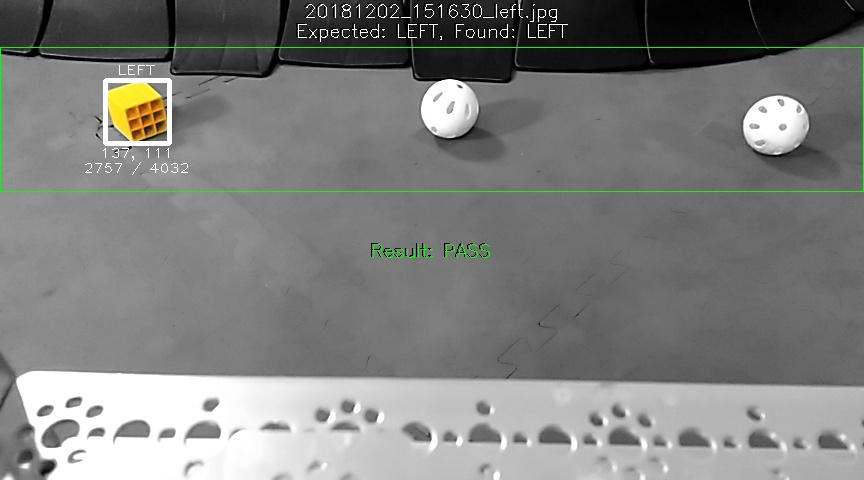 20181202_151630_left.jpg
Expected: LEFT, Found: LEFT
LEFT
137, 111
2757 / 4032
Result: PASS